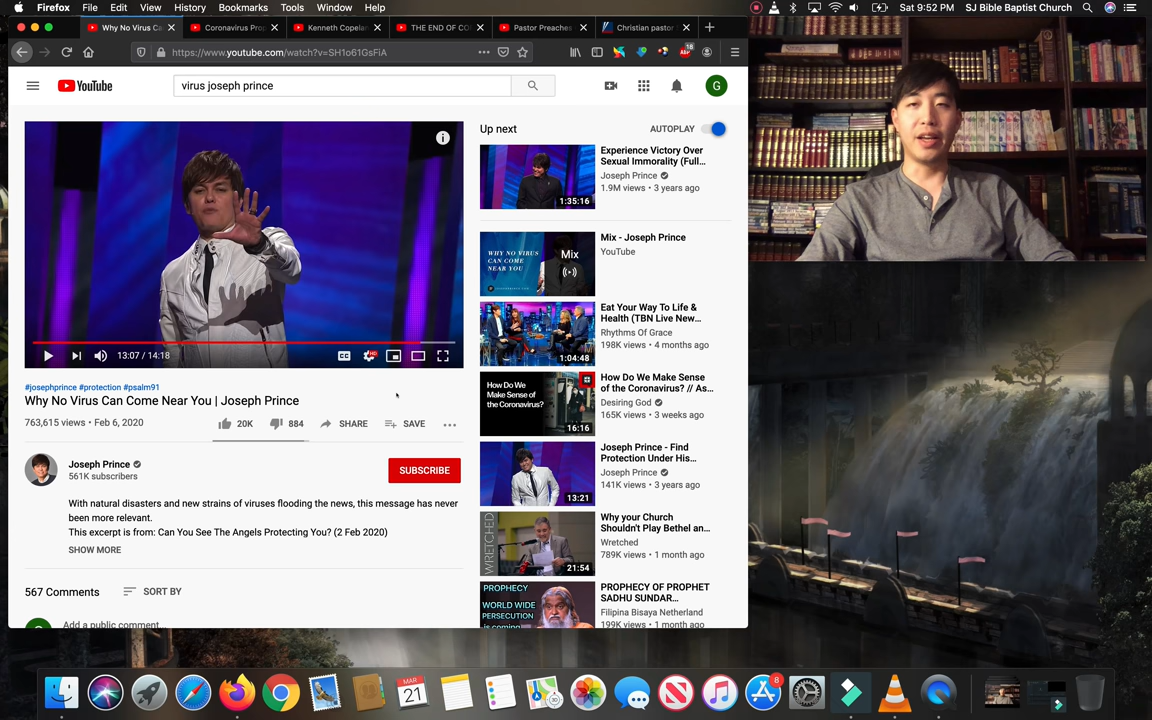 Firefox File Edit View History Bookmarks Tools Window Help
Sat 9:52 PM SJ Bible Baptist Church
Why No Virus Ca
Coronavirus Prop
Kenneth Copelan
THE END OF CO
Pastor Preaches
Christian pastor
https://www.youtube.com/watch?v=SH1o61GsFiA
18
YouTube
virus joseph prince
G
Up next
AUTOPLAY
Experience Victory Over
Sexual Immorality (Full...
Joseph Prince
1.9M views • 3 years ago
1:35:16
WHY NO VIRUS
CAN COME
NEAR YOU
Mix
Mix - Joseph Prince
YouTube
Eat Your Way To Life &
Health (TBN Live New...
Rhythms Of Grace
198K views • 4 months ago
1:04:48
How Do We Make Sense
of the Coronavirus?
How Do We Make Sense
of the Coronavirus? // As...
Desiring God
165K views • 3 weeks ago
16:16
Joseph Prince - Find
Protection Under His...
Joseph Prince
141K views • 3 years ago
13:21
WRETCHED
Why your Church
Shouldn't Play Bethel an...
Wretched
789K views • 1 month ago
21:54
PROPHECY
WORLD WIDE
PERSECUTION
is coming
PROPHECY OF PROPHET
SADHU SUNDAR...
Filipina Bisaya Netherland
199K views • 1 month ago
13:07 / 14:18
CC
HD
#josephprince #protection #psalm91
Why No Virus Can Come Near You | Joseph Prince
763,615 views • Feb 6, 2020
20K
884
SHARE
SAVE
Joseph Prince
561K subscribers
SUBSCRIBE
With natural disasters and new strains of viruses flooding the news, this message has never
been more relevant.
This excerpt is from: Can You See The Angels Protecting You? (2 Feb 2020)
SHOW MORE
567 Comments
SORT BY
Add a public comment...
MAR
21
8